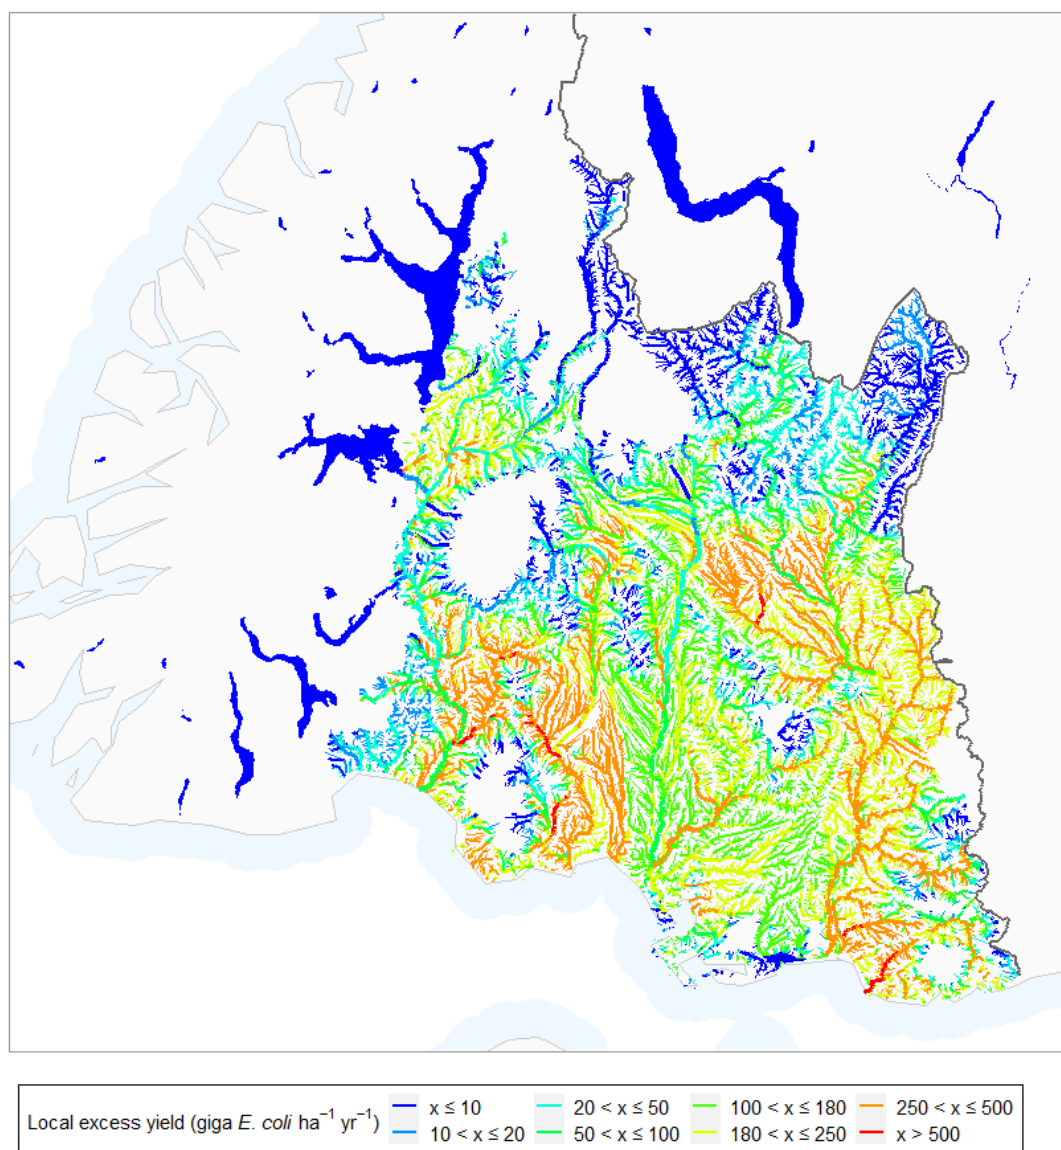 Local excess yield (giga E. coli ha⁻¹ yr⁻¹)
x ≤ 10 20 < x ≤ 50 100 < x ≤ 180 250 < x ≤ 500
10 < x ≤ 20 50 < x ≤ 100 180 < x ≤ 250 x > 500